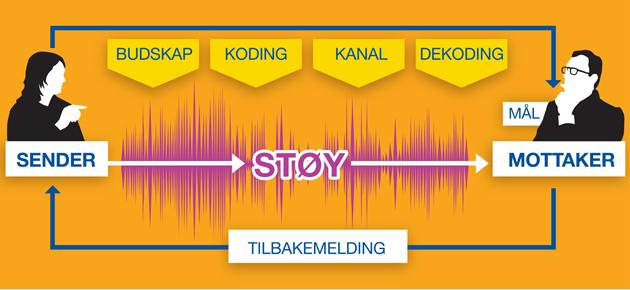 BUDSKAP
KODING
KANAL
DEKODING
MÅL
SENDER
STØY
MOTTAKER
TILBAKEMELDING